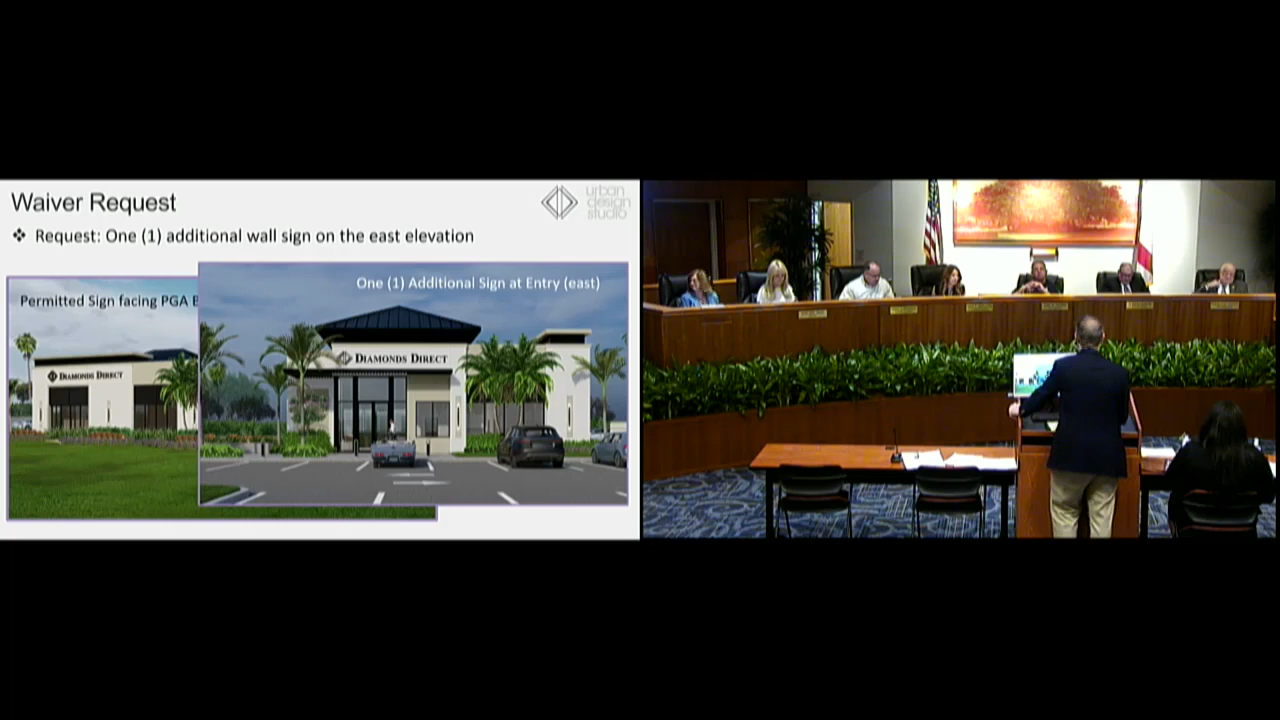 Waiver Request
urban
design
studio
❖ Request: One (1) additional wall sign on the east elevation
One (1) Additional Sign at Entry (east)
Permitted Sign facing PGA B
DIAMONDS DIRECT
DIAMONDS DIRECT